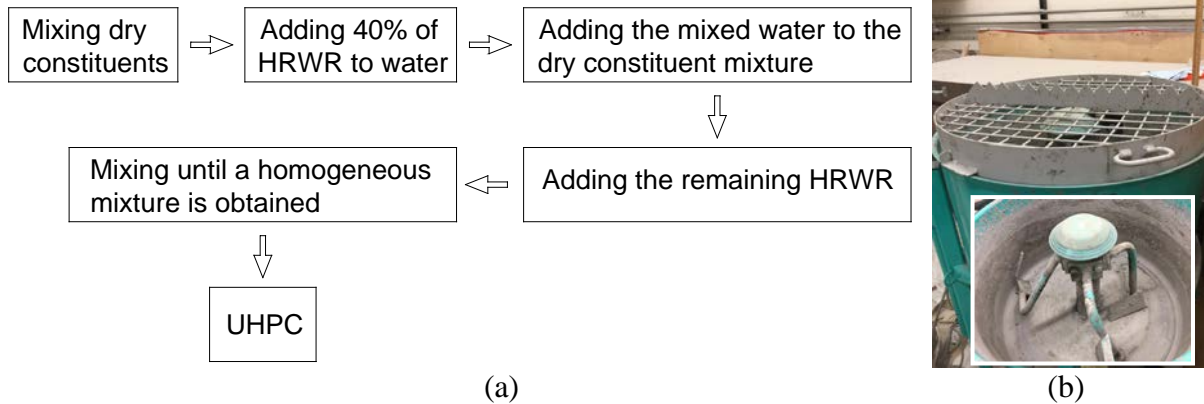 Mixing dry
constituents
Adding 40% of
HRWR to water
Adding the mixed water to the
dry constituent mixture
Adding the remaining HRWR
Mixing until a homogeneous
mixture is obtained
UHPC
(a)
(b)